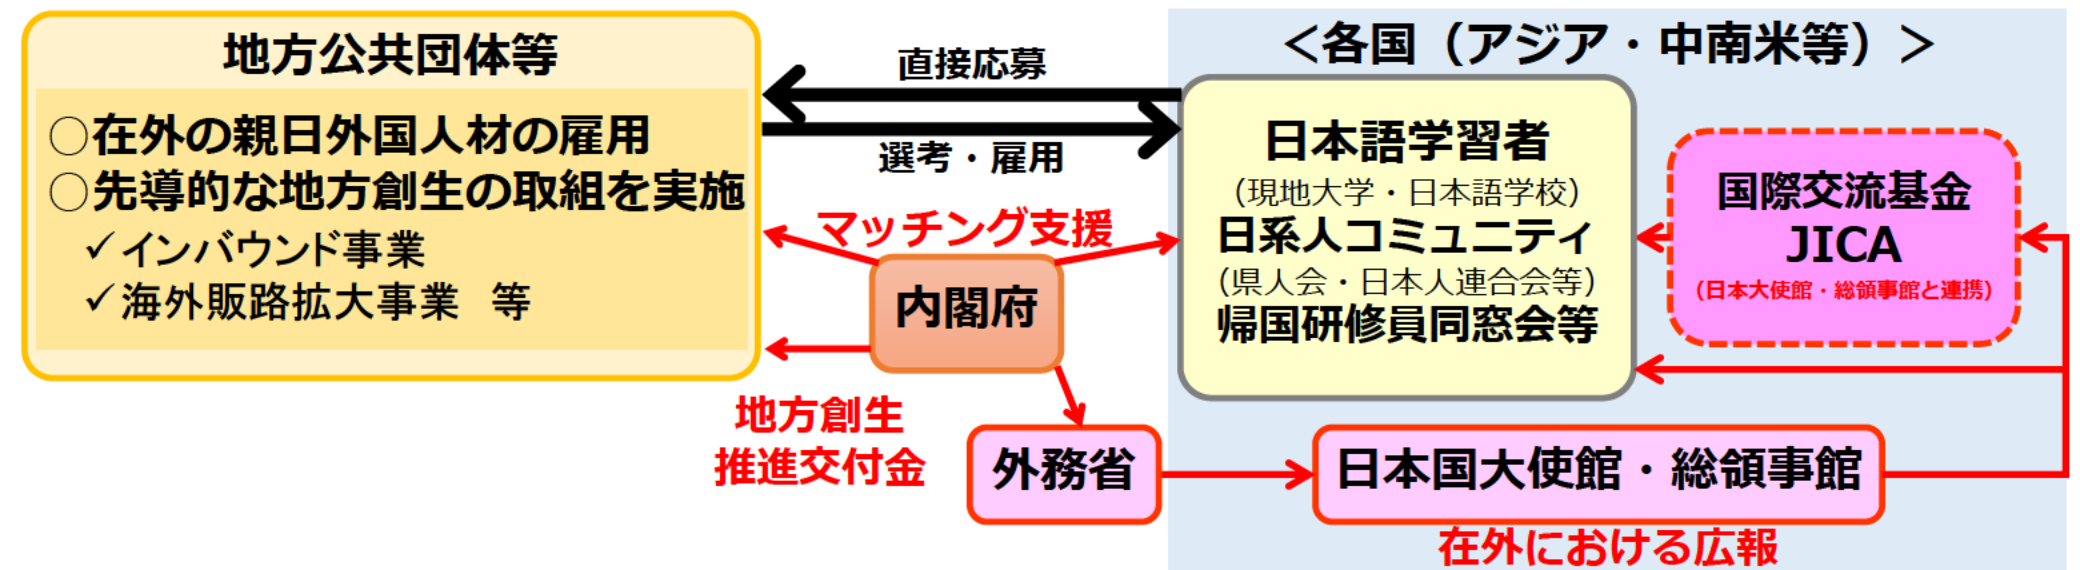 地方公共団体等
○在外の親日外国人材の雇用
○先導的な地方創生の取組を実施
✓インバウンド事業
✓海外販路拡大事業　等
直接応募
選考・雇用
マッチング支援
内閣府
地方創生
推進交付金
外務省
＜各国（アジア・中南米等）＞
日本語学習者
（現地大学・日本語学校）
日系人コミュニティ
（県人会・日本人連合会等）
帰国研修員同窓会等
国際交流基金
JICA
（日本大使館・総領事館と連携）
日本国大使館・総領事館
在外における広報